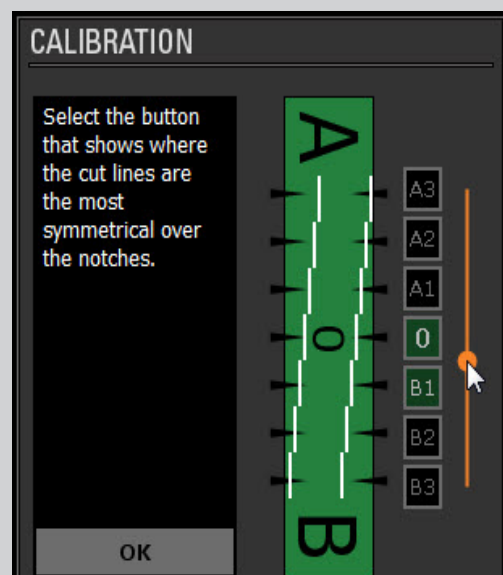 CALIBRATION
Select the button
that shows where
the cut lines are
the most
symmetrical over
the notches.
OK
A
0
B
A3
A2
A1
0
B1
B2
B3